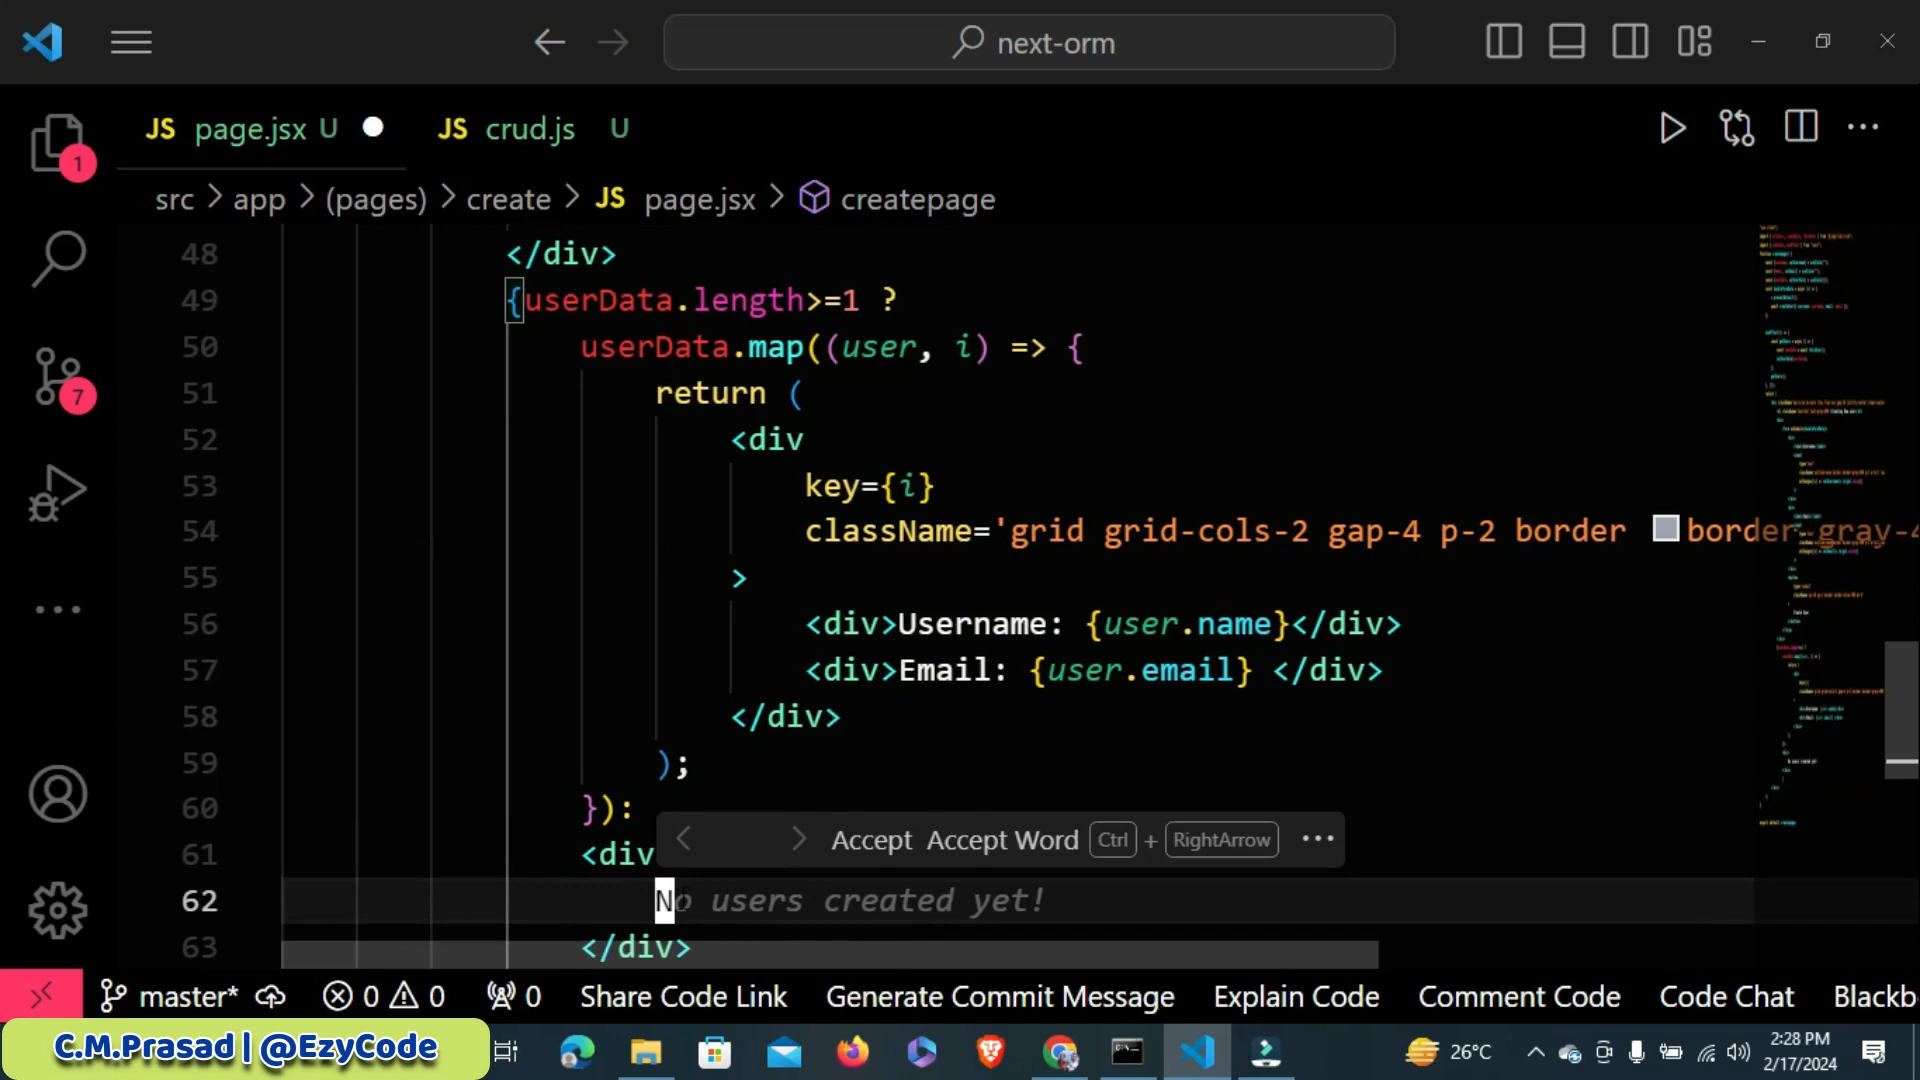 next-orm
JS page.jsx U JS crud.js U
src > app > (pages) > create > JS page.jsx > createpage
48 </div>
49 {userData.length>=1 ?
50 userData.map((user, i) => {
51 return (
52 <div
53 key={i}
54 className='grid grid-cols-2 gap-4 p-2 border border-gray-4
55 >
56 <div>Username: {user.name}</div>
57 <div>Email: {user.email} </div>
58 </div>
59 );
60 }):
Accept Accept Word Ctrl + RightArrow
61 <div
62 No users created yet!
63 </div>
1
7
master* 0 0 0 Share Code Link Generate Commit Message Explain Code Comment Code Code Chat Blackb
C.M.Prasad | @EzyCode
26°C
2:28 PM
2/17/2024